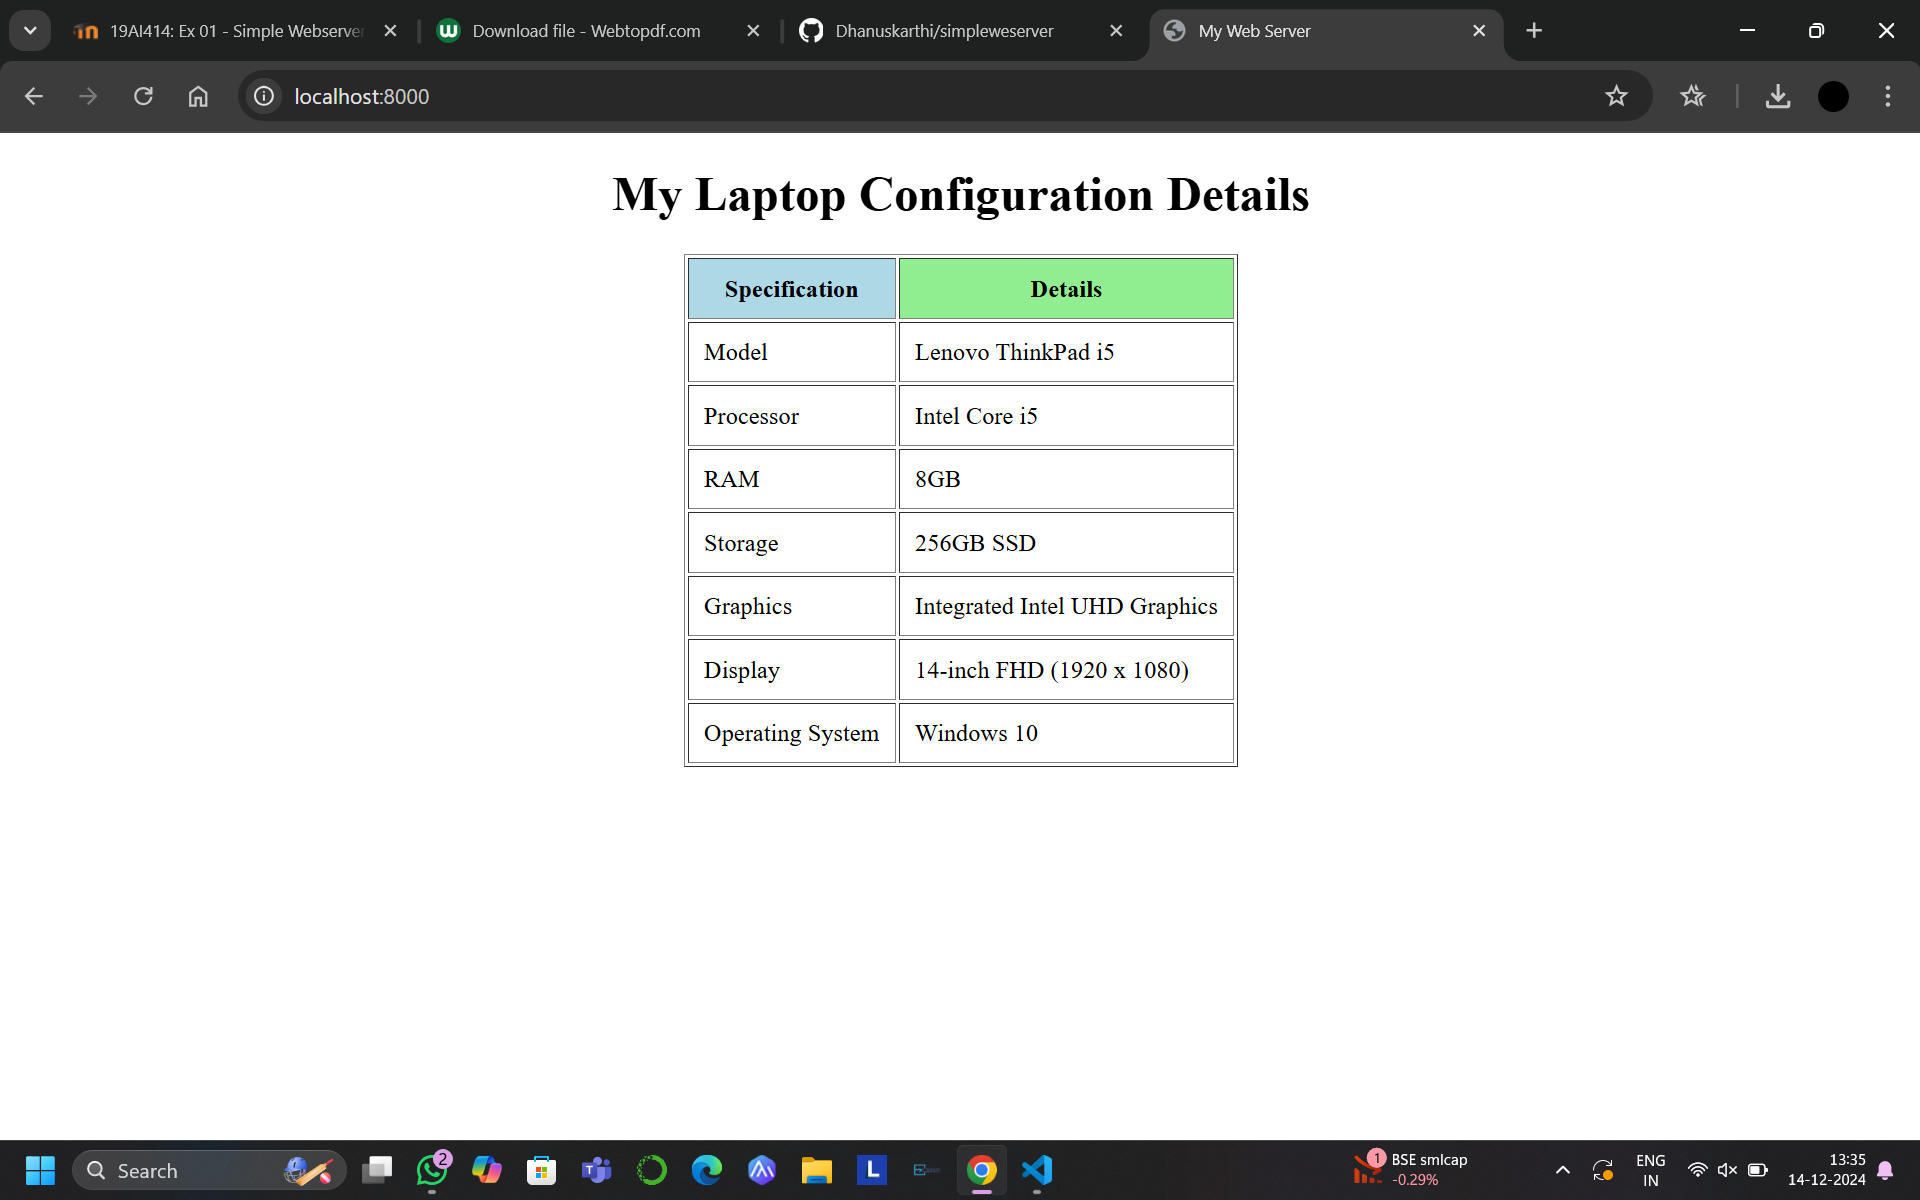 19AI414: Ex 01 - Simple Webserver
Download file - Webtopdf.com
Dhanuskarthi/simpleweserver
My Web Server
localhost:8000
My Laptop Configuration Details
Specification Details
Model Lenovo ThinkPad i5
Processor Intel Core i5
RAM 8GB
Storage 256GB SSD
Graphics Integrated Intel UHD Graphics
Display 14-inch FHD (1920 x 1080)
Operating System Windows 10
Search
2
L
1
BSE smlcap
-0.29%
ENG
IN
13:35
14-12-2024